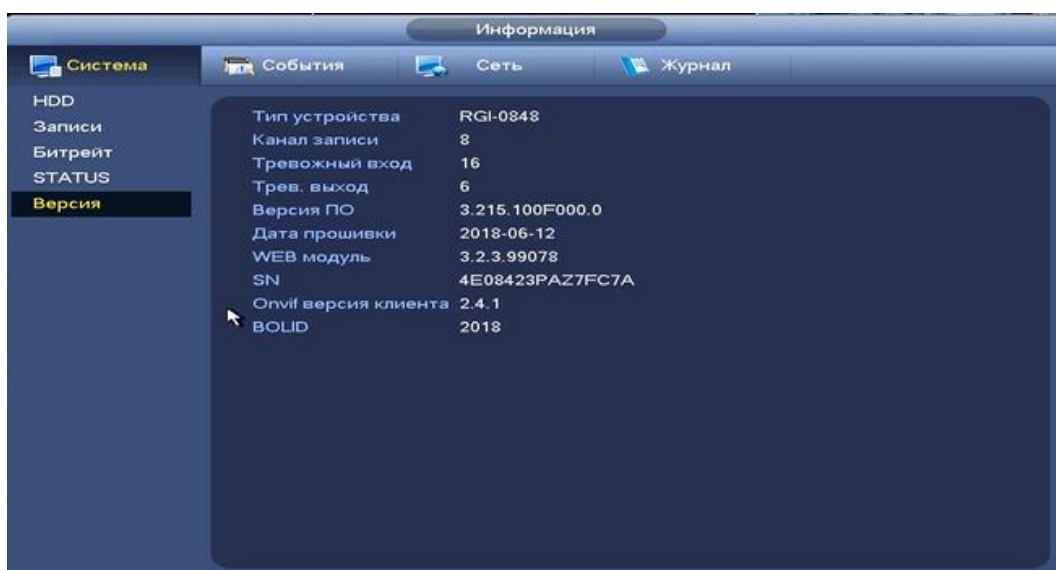 Информация
Система События Сеть Журнал
HDD
Записи
Битрейт
STATUS
Версия
Тип устройства RGI-0848
Канал записи 8
Тревожный вход 16
Трев. выход 6
Версия ПО 3.215.100F000.0
Дата прошивки 2018-06-12
WEB модуль 3.2.3.99078
SN 4E08423PAZ7FC7A
Onvif версия клиента 2.4.1
BOLID 2018